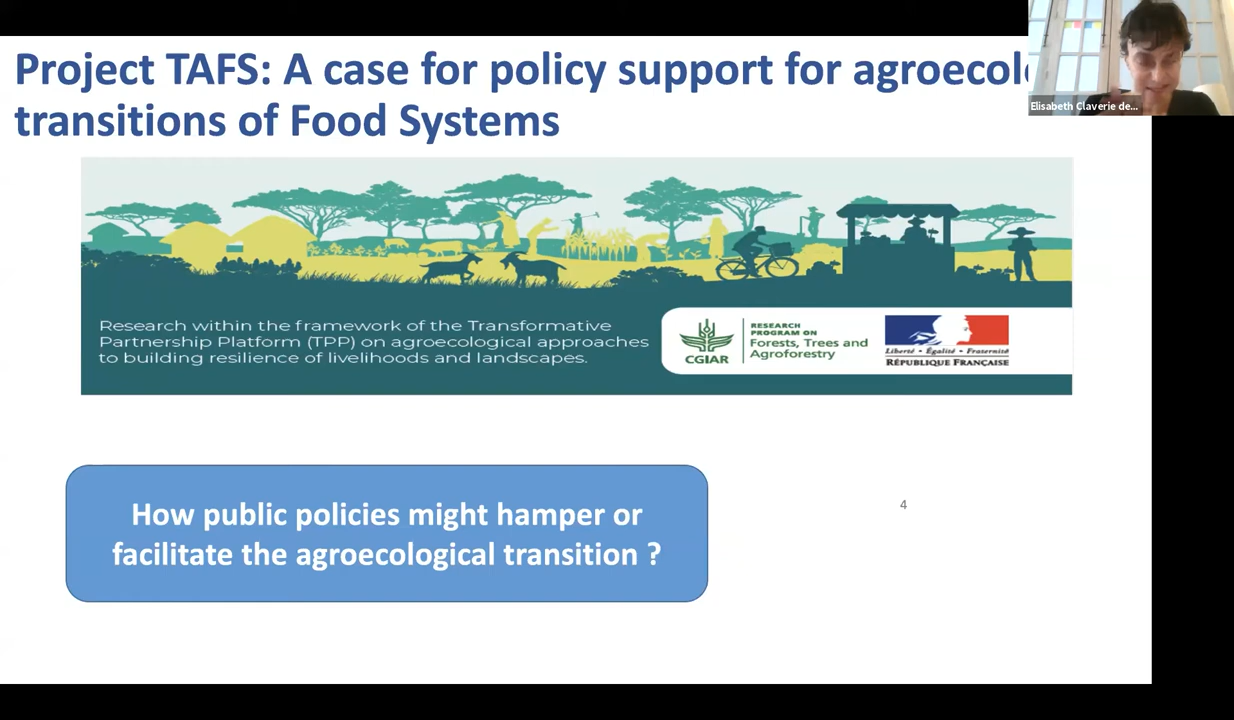 Project TAFS: A case for policy support for agroecol
transitions of Food Systems
Elisabeth Claverie de...
Research within the framework of the Transformative
Partnership Platform (TPP) on agroecological approaches
to building resilience of livelihoods and landscapes.
CGIAR
RESEARCH
PROGRAM ON
Forests, Trees and
Agroforestry
Liberté • Égalité • Fraternité
RÉPUBLIQUE FRANÇAISE
How public policies might hamper or
facilitate the agroecological transition ?
4